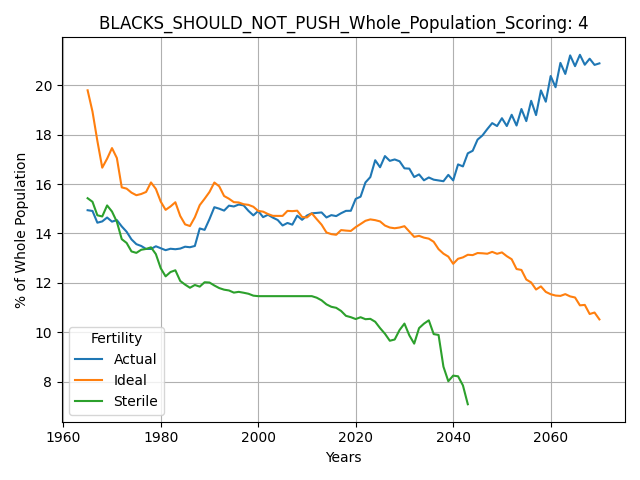 BLACKS_SHOULD_NOT_PUSH_Whole_Population_Scoring: 4
% of Whole Population
20
18
16
14
12
10
8
Fertility
Actual
Ideal
Sterile
1960
1980
2000
2020
2040
2060
Years